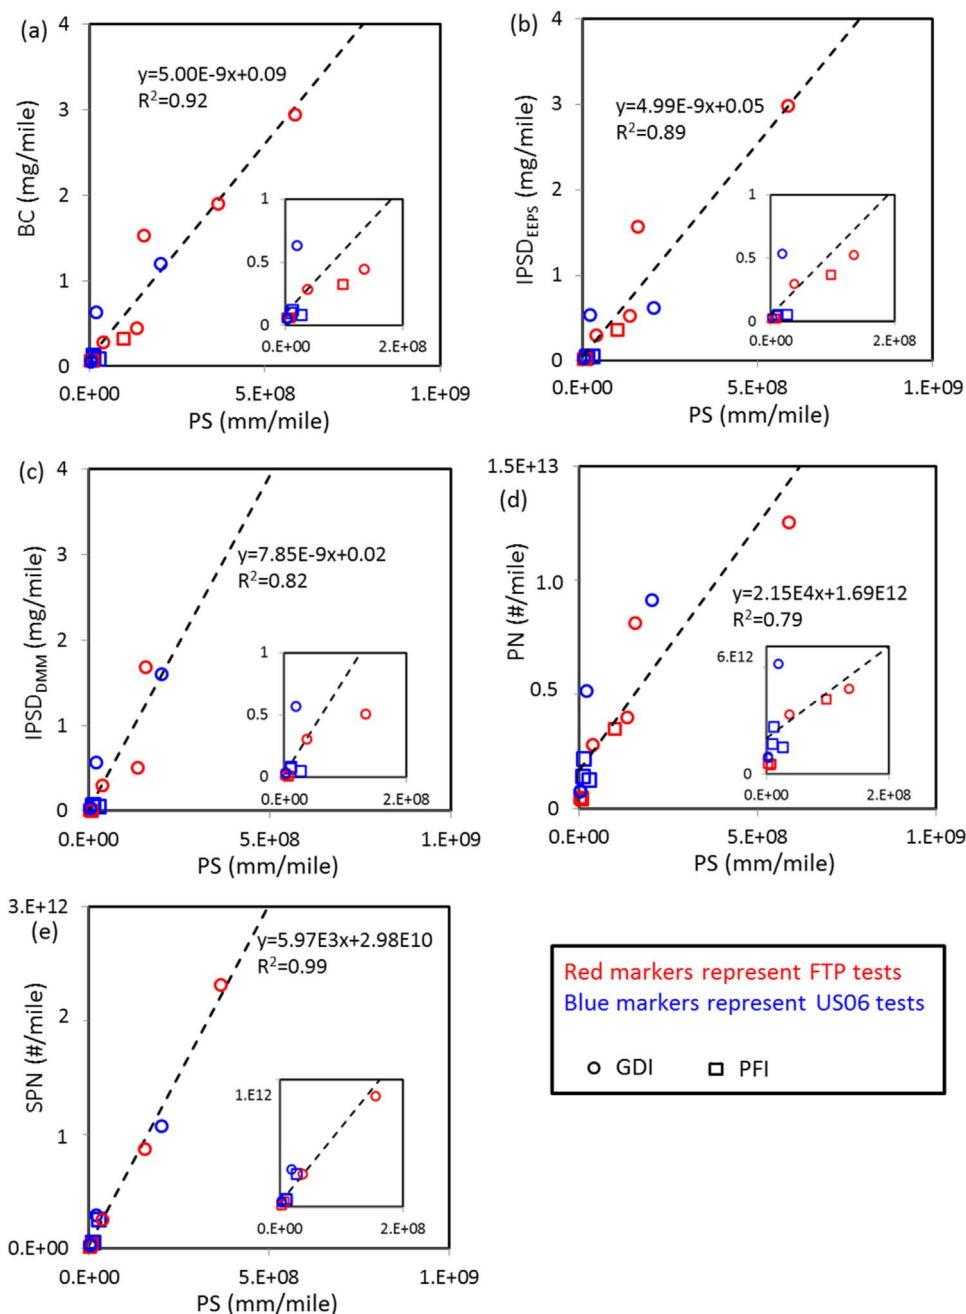 (a)
4
3
2
1
0
BC (mg/mile)
y=5.00E-9x+0.09
R²=0.92
1
0.5
0
0.E+00
2.E+08
0.E+00
5.E+08
1.E+09
PS (mm/mile)
(b)
4
3
2
1
0
IPSD_EEPS (mg/mile)
y=4.99E-9x+0.05
R²=0.89
1
0.5
0
0.E+00
2.E+08
0.E+00
5.E+08
1.E+09
PS (mm/mile)
(c)
4
3
2
1
0
IPSD_DMM (mg/mile)
y=7.85E-9x+0.02
R²=0.82
1
0.5
0
0.E+00
2.E+08
0.E+00
5.E+08
1.E+09
PS (mm/mile)
1.5E+13
(d)
1.0
0.5
0
PN (#/mile)
y=2.15E4x+1.69E12
R²=0.79
6.E+12
0
0.E+00
2.E+08
0.E+00
5.E+08
1.E+09
PS (mm/mile)
3.E+12
(e)
2
1
0.E+00
SPN (#/mile)
y=5.97E3x+2.98E10
R²=0.99
1.E+12
0.E+00
2.E+08
0.E+00
5.E+08
1.E+09
PS (mm/mile)
Red markers represent FTP tests
Blue markers represent US06 tests
GDI
PFI